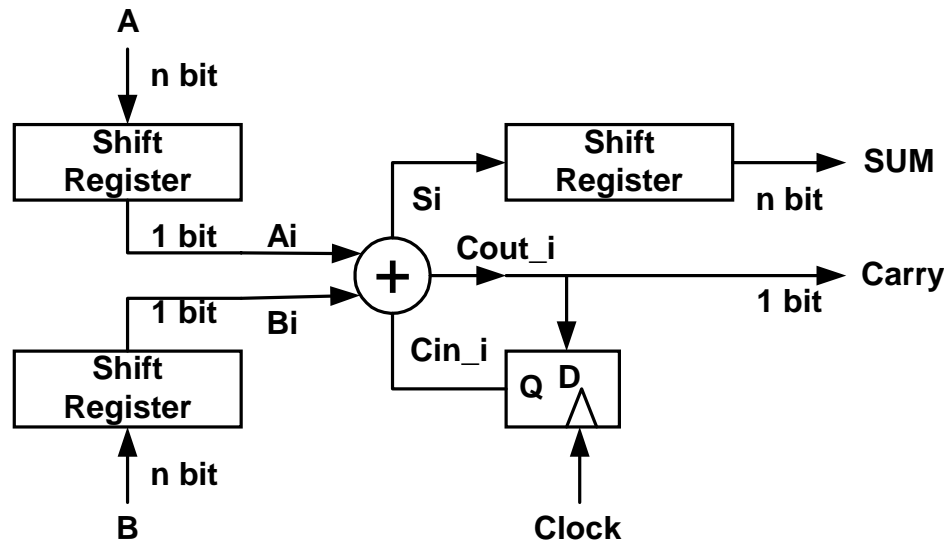 A
n bit
Shift
Register
1 bit
Ai
Si
Shift
Register
n bit
SUM
Cout_i
+
1 bit
Carry
1 bit
Bi
Cin_i
Q
D
Shift
Register
n bit
B
Clock